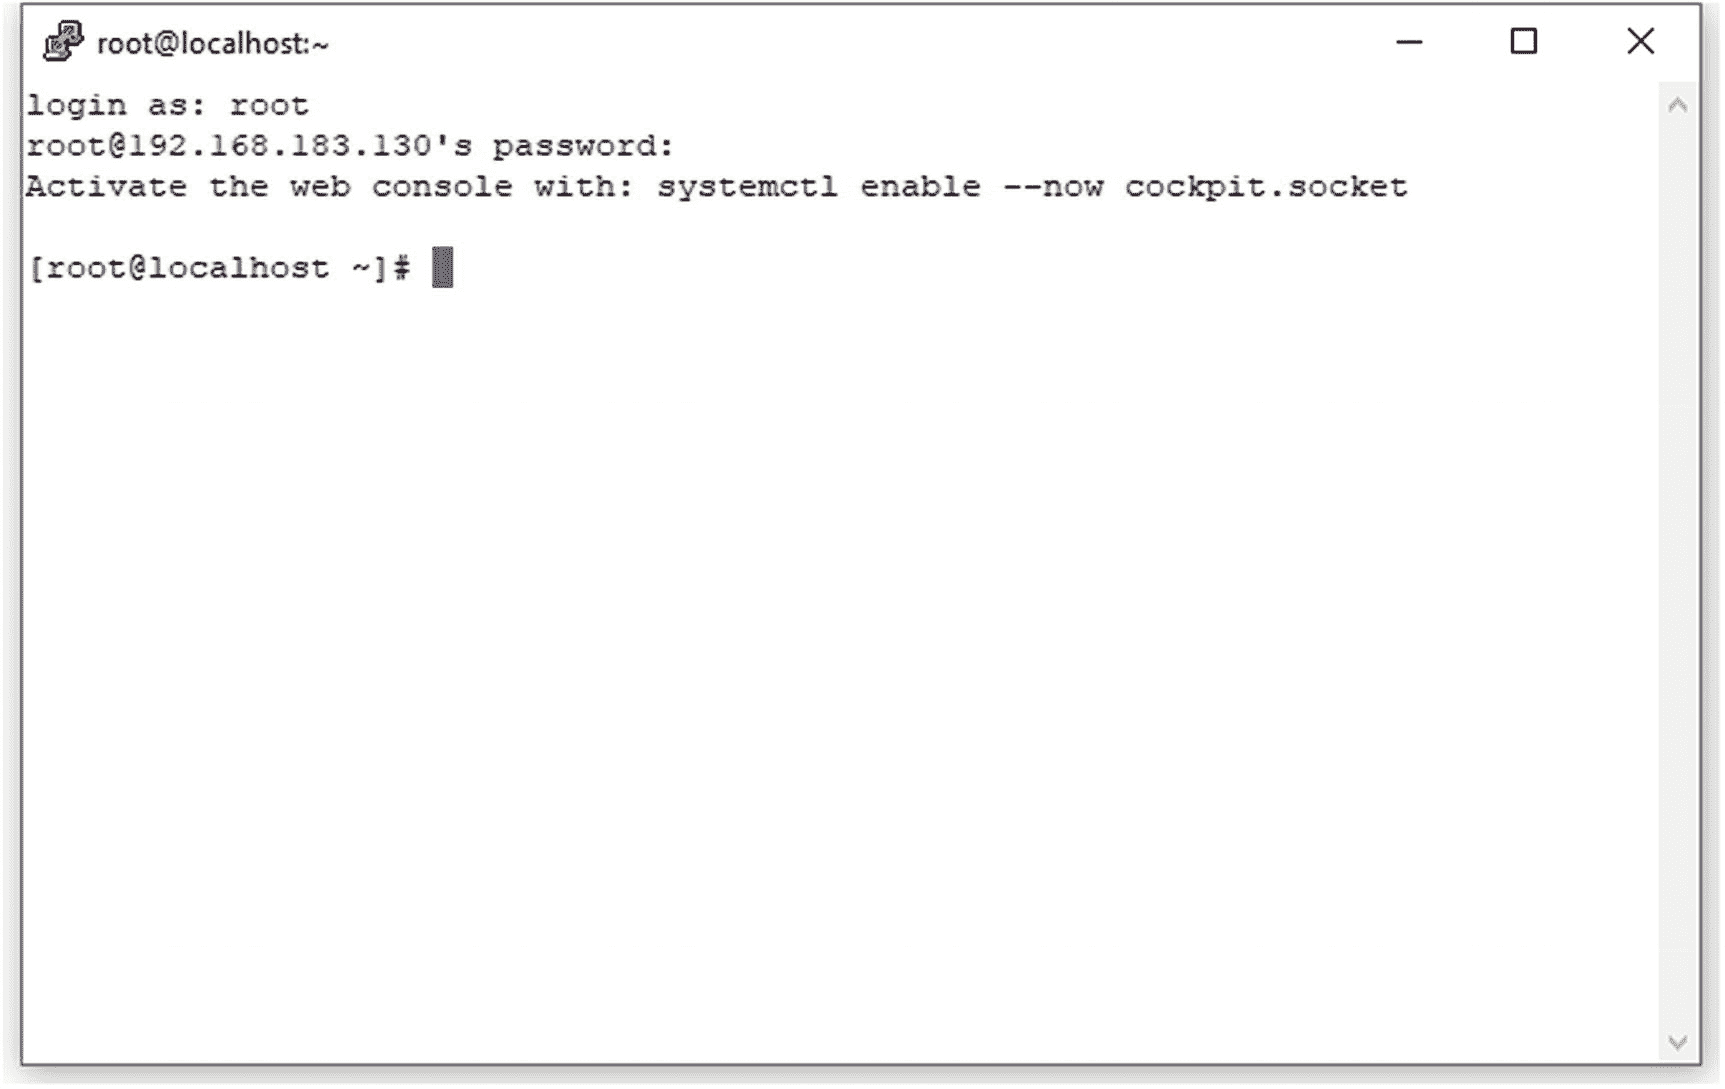 root@localhost:~
login as: root
root@192.168.183.130's password:
Activate the web console with: systemctl enable --now cockpit.socket
[root@localhost ~]#